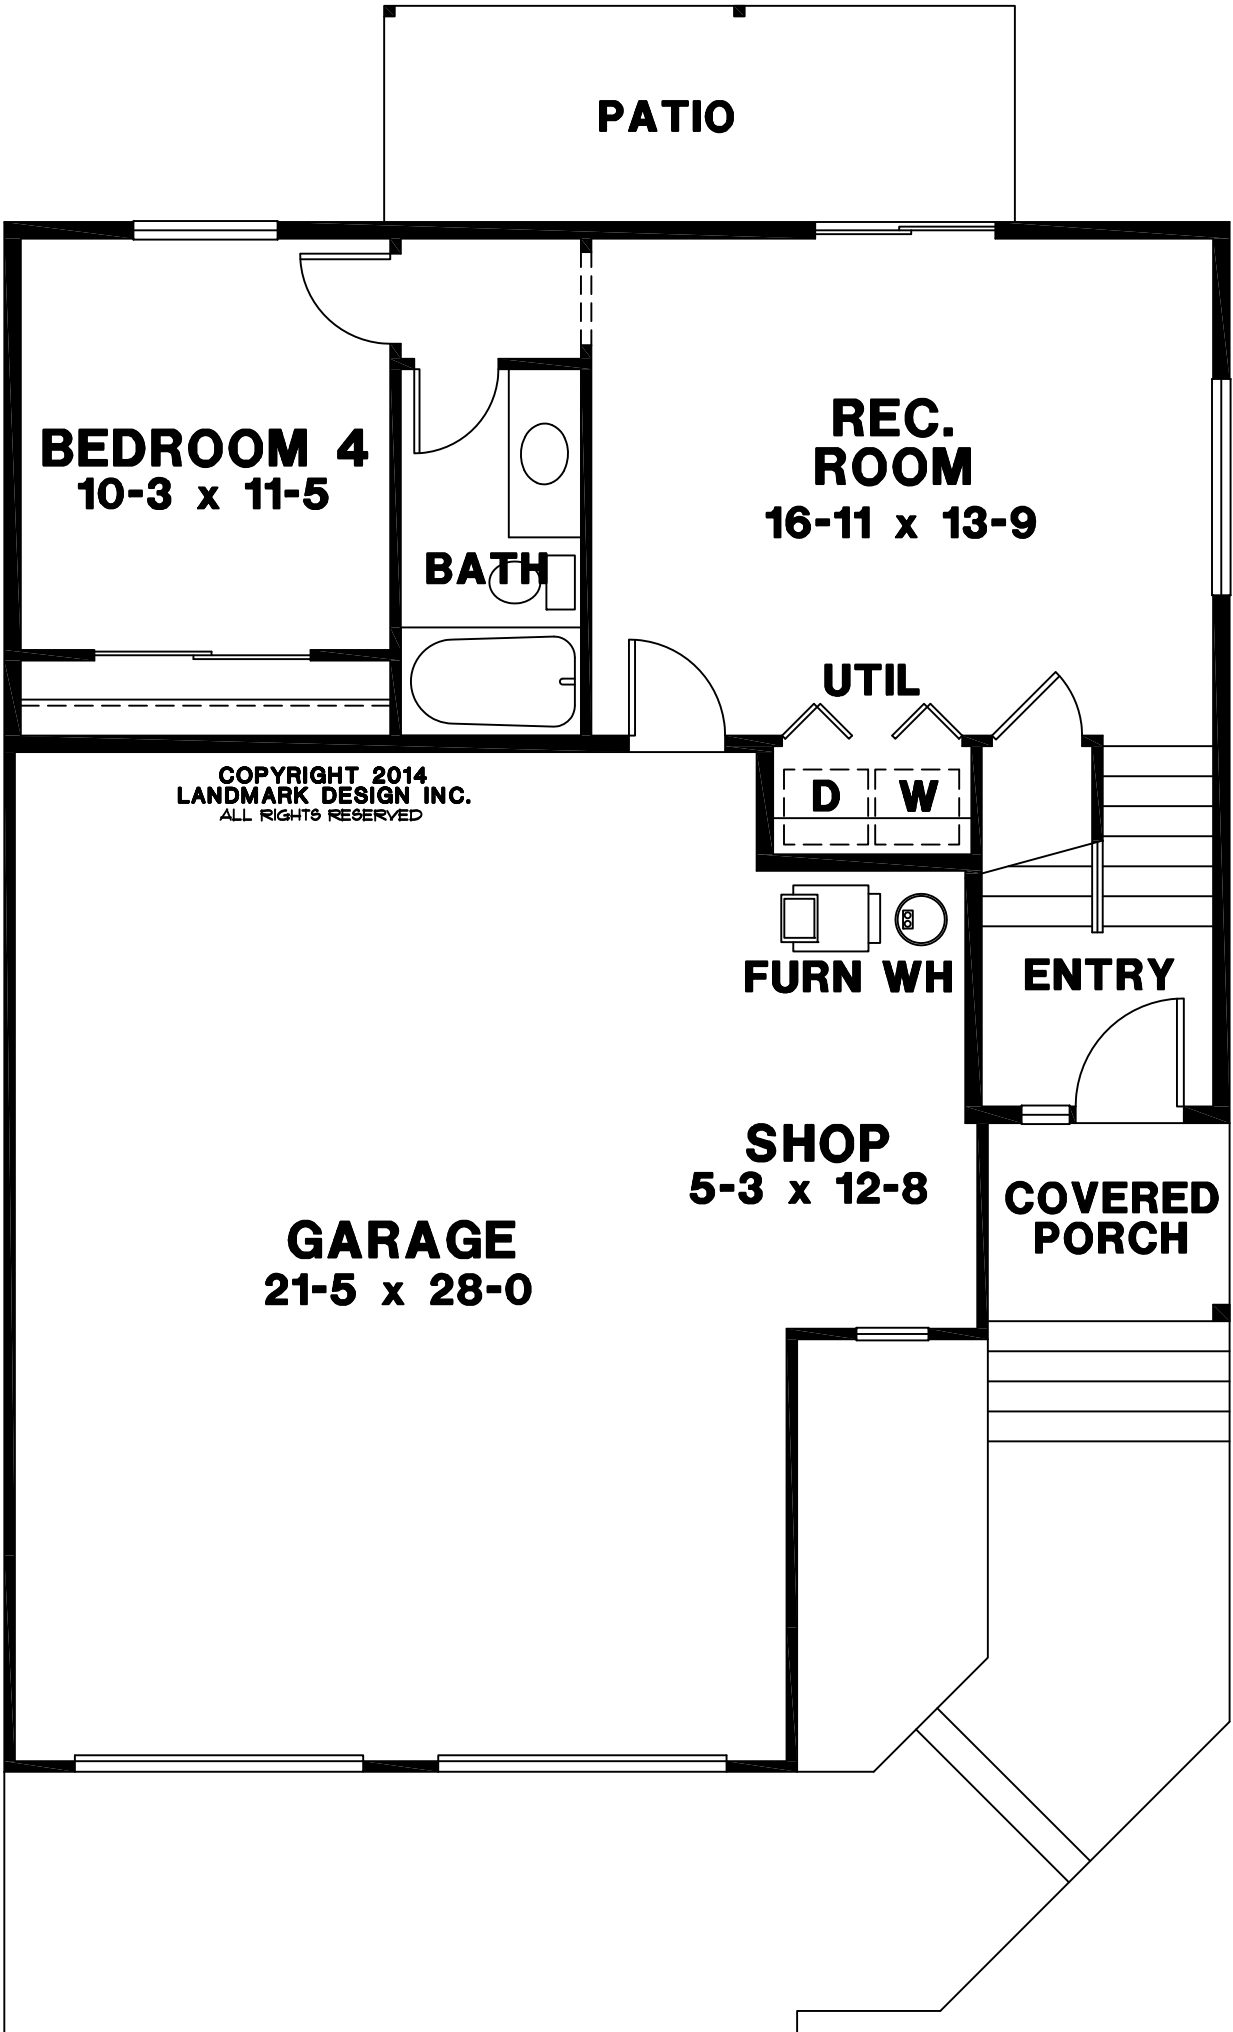 PATIO
REC.
ROOM
16-11 x 13-9
BEDROOM 4
10-3 x 11-5
BATH
UTIL
D W
COPYRIGHT 2014
LANDMARK DESIGN INC.
ALL RIGHTS RESERVED
FURN WH
ENTRY
SHOP
5-3 x 12-8
COVERED
PORCH
GARAGE
21-5 x 28-0